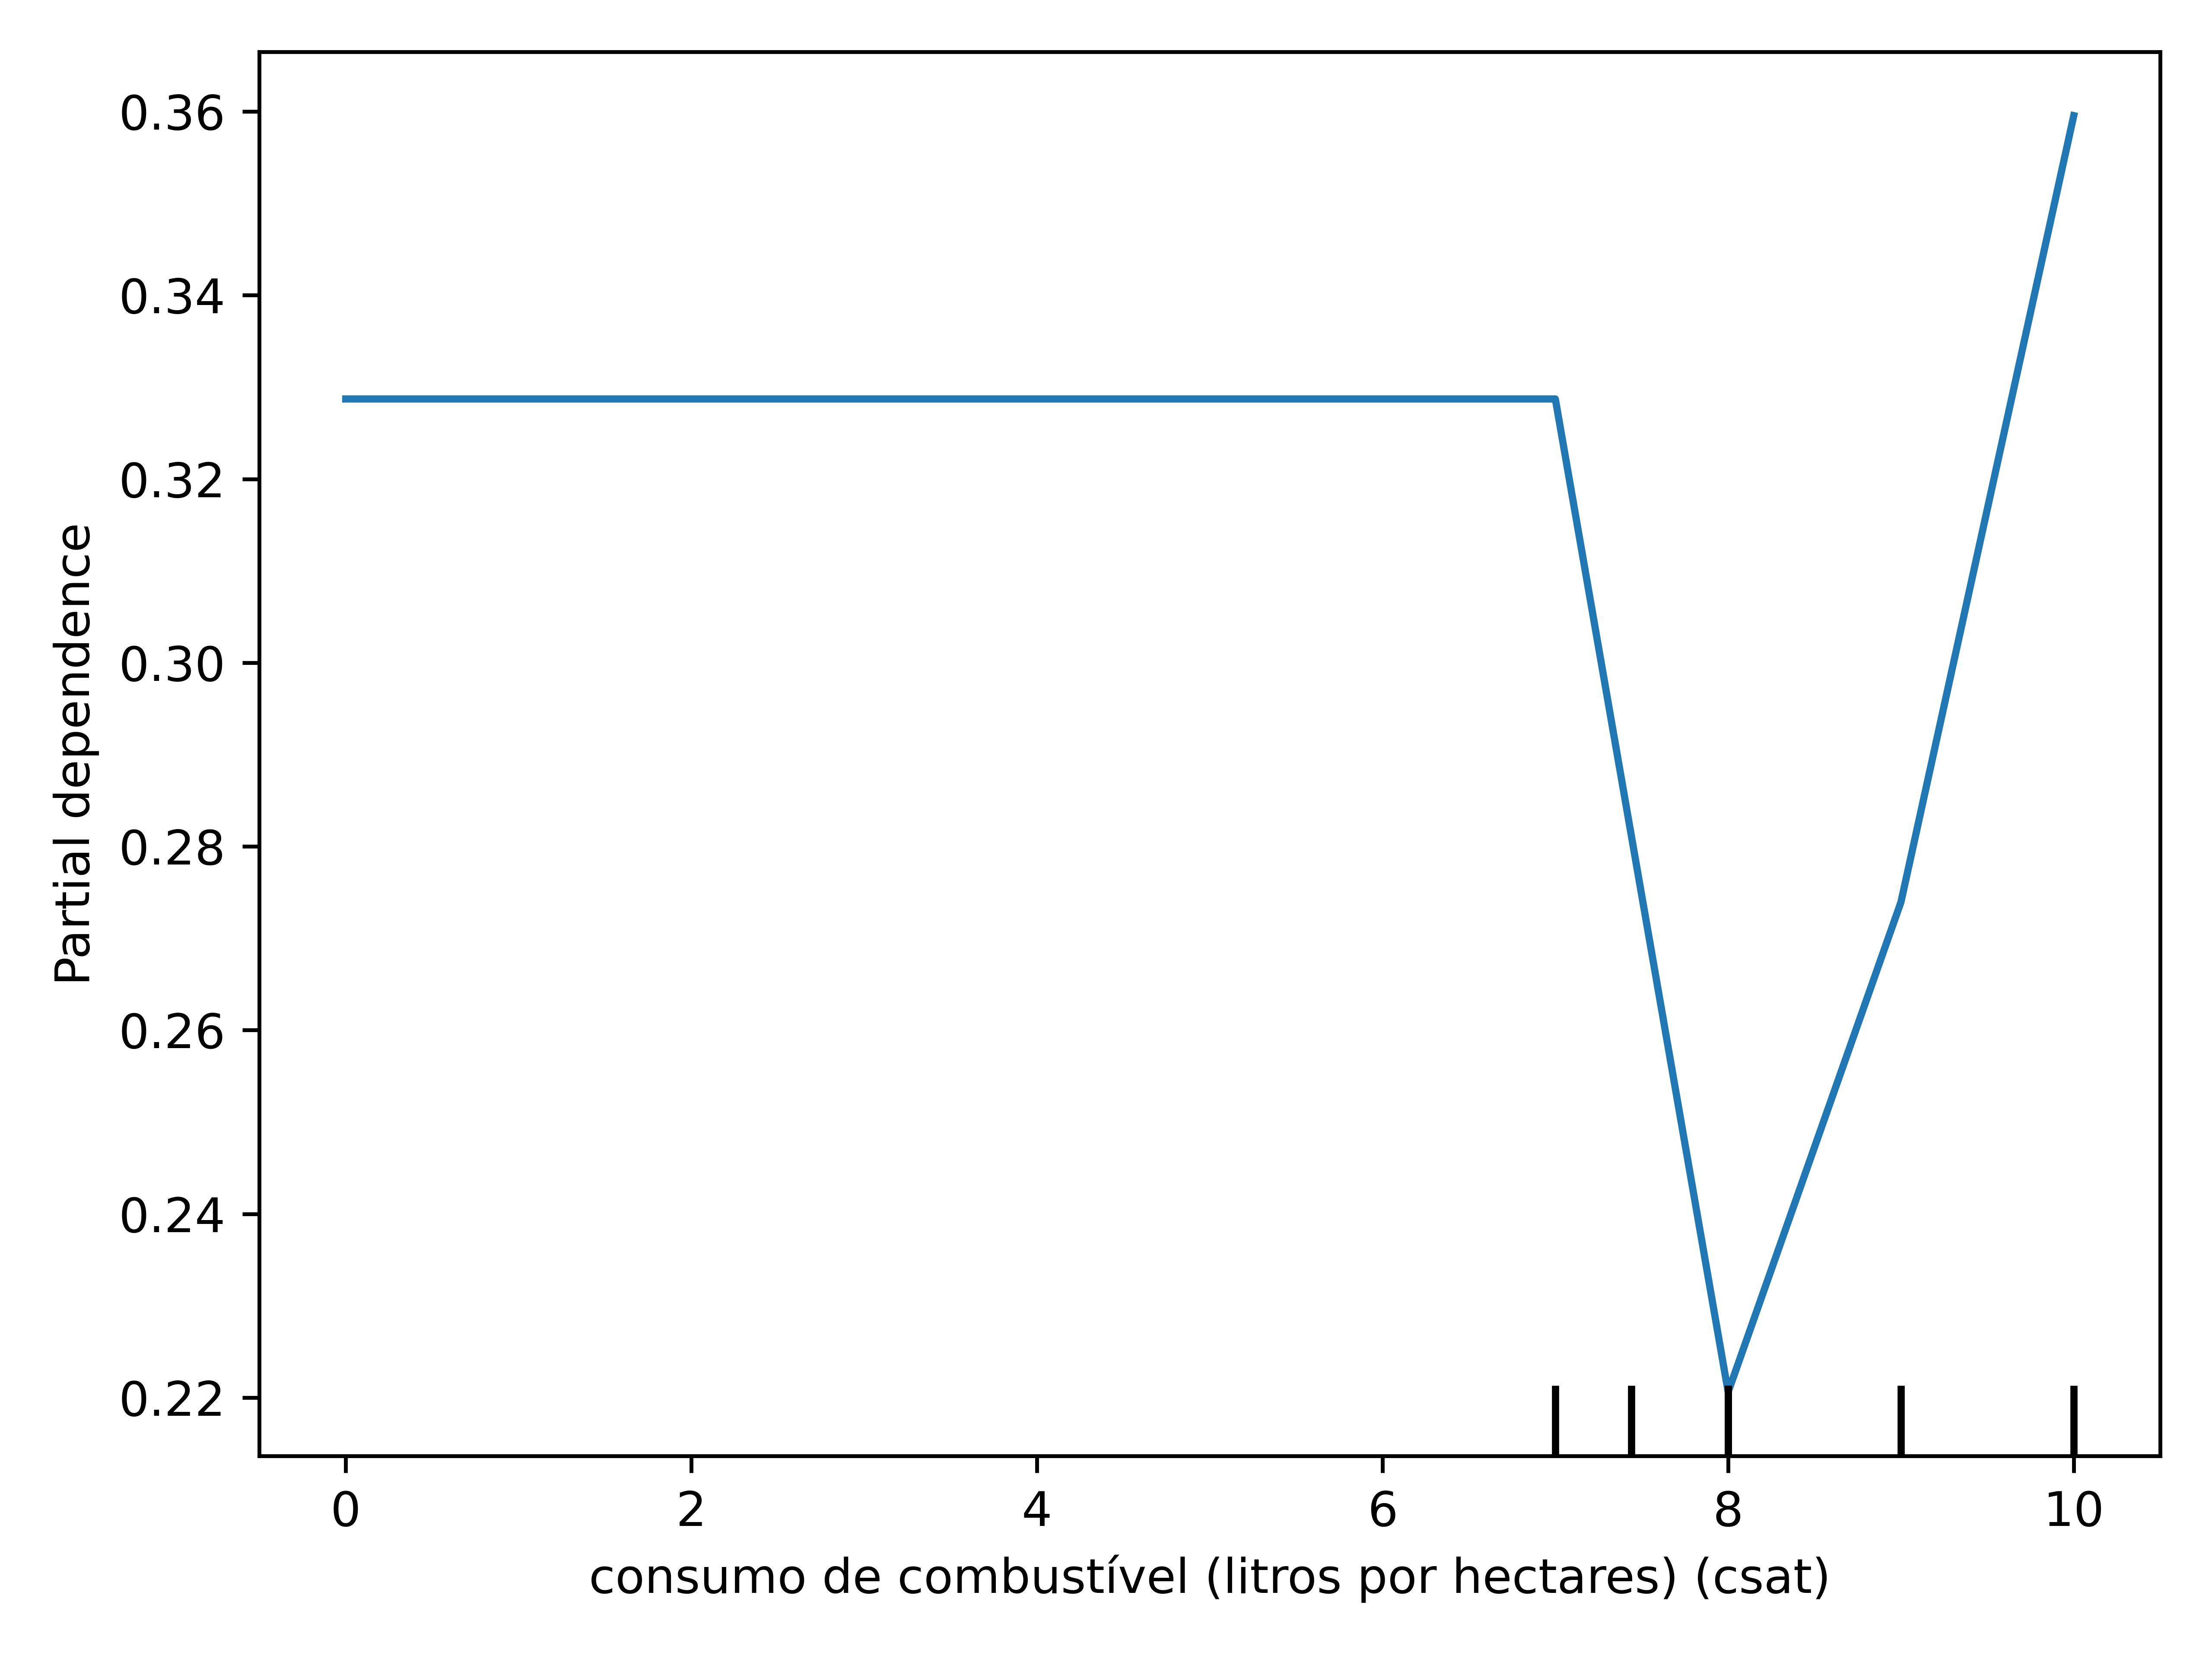 0.36
0.34
0.32
0.30
0.28
0.26
0.24
0.22
Partial dependence
0 2 4 6 8 10
consumo de combustível (litros por hectares) (csat)